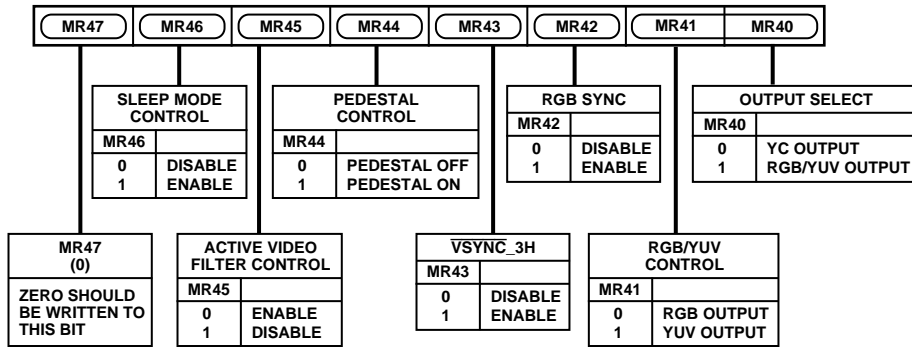 MR47 MR46 MR45 MR44 MR43 MR42 MR41 MR40
SLEEP MODE
CONTROL
MR46
0 DISABLE
1 ENABLE
PEDESTAL
CONTROL
MR44
0 PEDESTAL OFF
1 PEDESTAL ON
RGB SYNC
MR42
0 DISABLE
1 ENABLE
OUTPUT SELECT
MR40
0 YC OUTPUT
1 RGB/YUV OUTPUT
MR47
(0)
ZERO SHOULD
BE WRITTEN TO
THIS BIT
ACTIVE VIDEO
FILTER CONTROL
MR45
0 ENABLE
1 DISABLE
VSYNC_3H
MR43
0 DISABLE
1 ENABLE
RGB/YUV
CONTROL
MR41
0 RGB OUTPUT
1 YUV OUTPUT